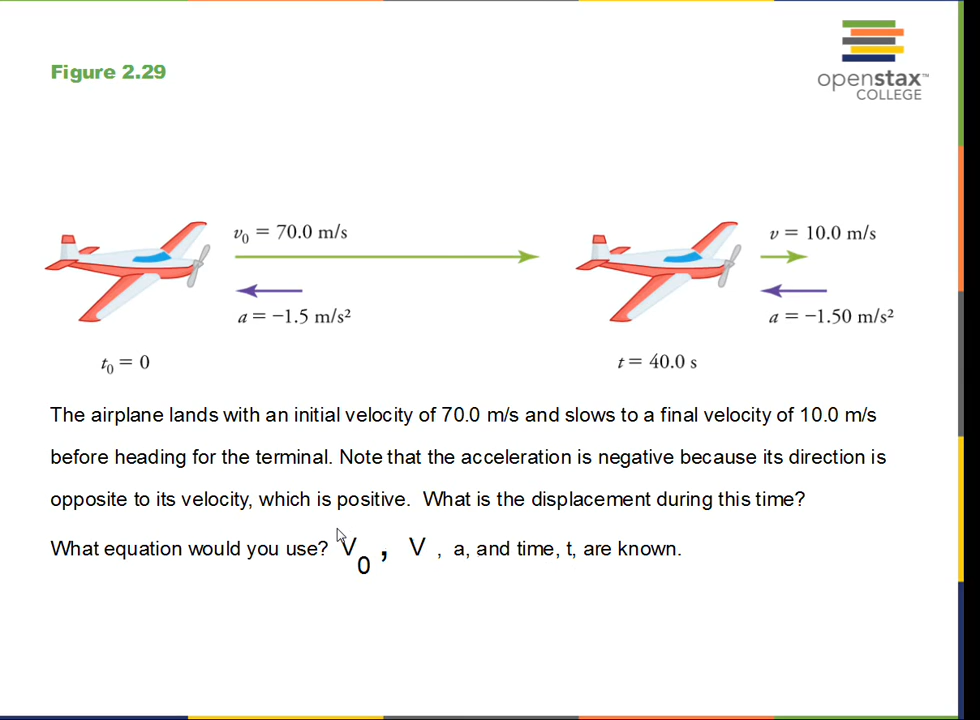 Figure 2.29
openstax™
COLLEGE
v₀ = 70.0 m/s
v = 10.0 m/s
a = −1.5 m/s²
a = −1.50 m/s²
t₀ = 0
t = 40.0 s
The airplane lands with an initial velocity of 70.0 m/s and slows to a final velocity of 10.0 m/s
before heading for the terminal. Note that the acceleration is negative because its direction is
opposite to its velocity, which is positive. What is the displacement during this time?
What equation would you use? V₀ , V , a, and time, t, are known.